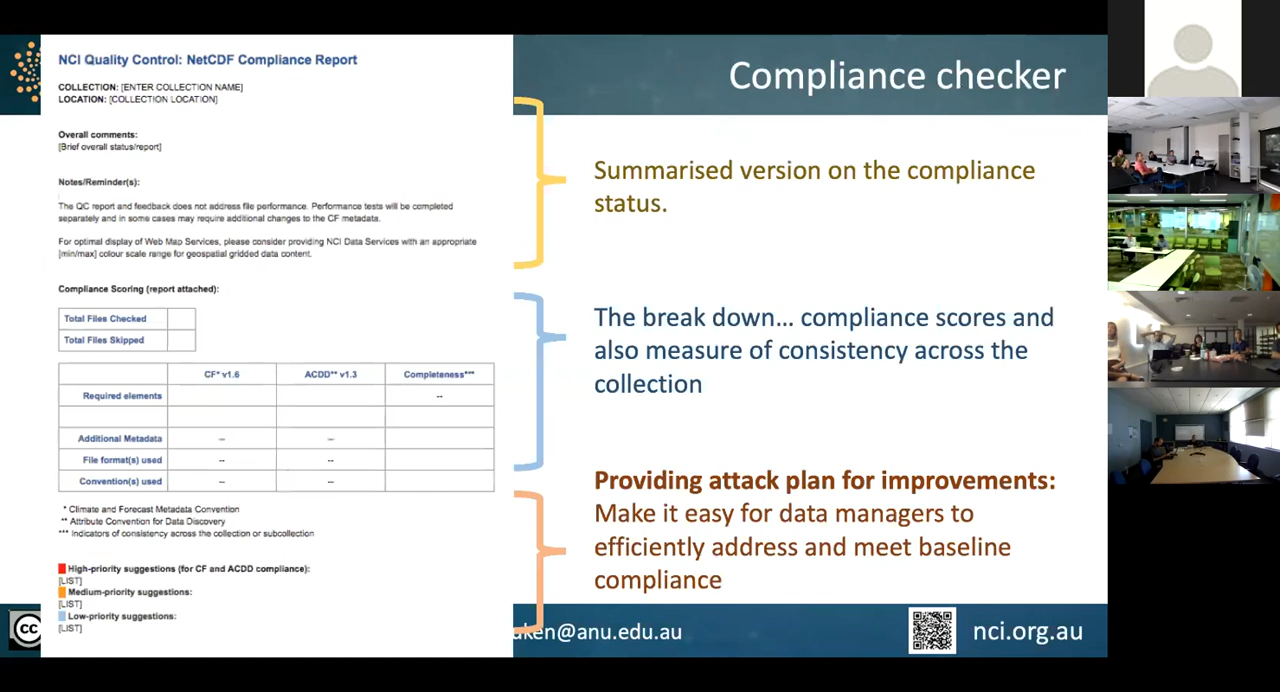 NCI Quality Control: NetCDF Compliance Report
COLLECTION: [ENTER COLLECTION NAME]
LOCATION: [COLLECTION LOCATION]
Overall comments:
[Brief overall status/report]
Notes/Reminder(s):
The QC report and feedback does not address file performance. Performance tests will be completed
separately and in some cases may require additional changes to the CF metadata.
For optimal display of Web Map Services, please consider providing NCI Data Services with an appropriate
[min/max] colour scale range for geospatial gridded data content.
Compliance Scoring (report attached):
Total Files Checked
Total Files Skipped
CF* v1.6 ACDD** v1.3 Completeness***
Required elements --
Additional Metadata -- --
File format(s) used -- --
Convention(s) used -- --
* Climate and Forecast Metadata Convention
** Attribute Convention for Data Discovery
*** Indicators of consistency across the collection or subcollection
High-priority suggestions (for CF and ACDD compliance):
[LIST]
Medium-priority suggestions:
[LIST]
Low-priority suggestions:
[LIST]
Compliance checker
Summarised version on the compliance
status.
The break down... compliance scores and
also measure of consistency across the
collection
Providing attack plan for improvements:
Make it easy for data managers to
efficiently address and meet baseline
compliance
cc
uken@anu.edu.au
nci.org.au